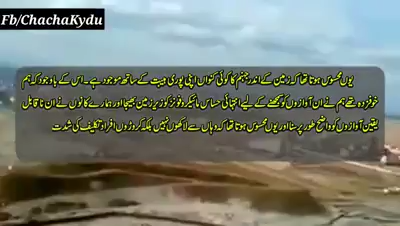 Fb/ChachaKydu
یوں محسوس ہوتا تھا کہ زمین کے اندر جہنم کا کوئی کنواں اپنی پوری ہیبت کے ساتھ موجود ہے۔ اس کے باوجود کہ ہم
خوفزدہ تھے ہم نے ان آوازوں کو سمجھنے کے لیے انتہائی حساس مائیکروفونز کو زیر زمین بھیجا اور ہمارے کانوں نے ان ناقابل
یقین آوازوں کو واضح طور پر سنا اور یوں محسوس ہوتا تھا کہ وہاں سے لاکھوں نہیں بلکہ کروڑوں افراد تکلیف کی شدت